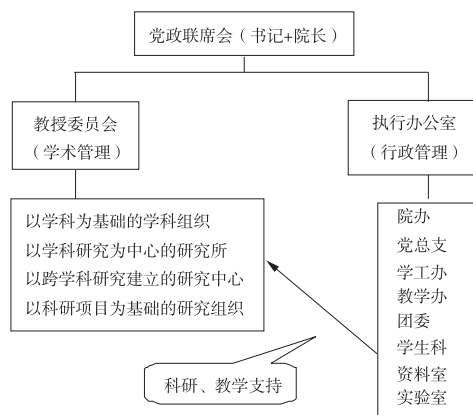 党政联席会（书记+院长）
教授委员会
（学术管理）
执行办公室
（行政管理）
以学科为基础的学科组织
以学科研究为中心的研究所
以跨学科研究建立的研究中心
以科研项目为基础的研究组织
院办
党总支
学工办
教学办
团委
学生科
资料室
实验室
科研、教学支持